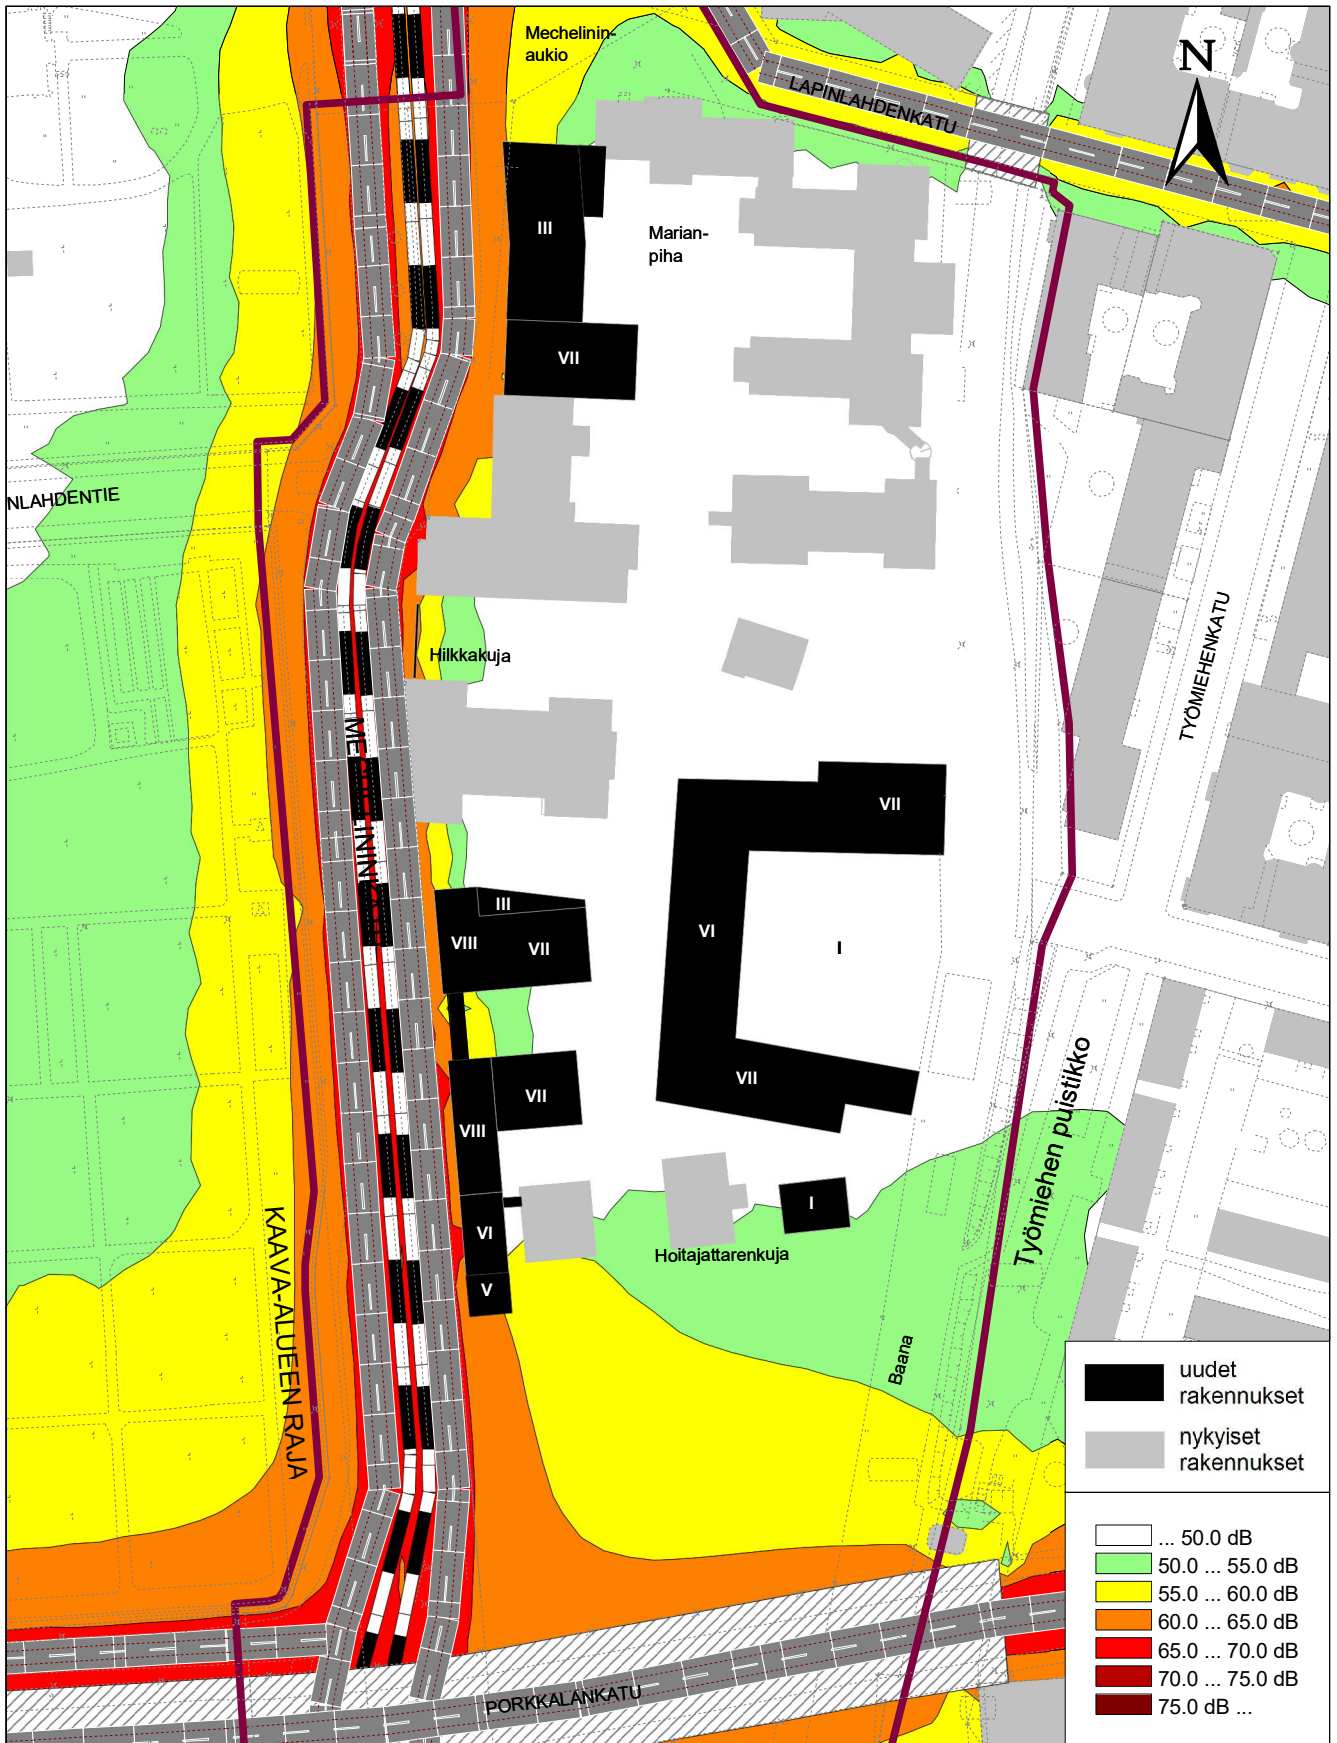 Mechelinin-
aukio
N
LAPINLAHDENKATU
III
Marian-
piha
VII
NLAHDENTIE
TYÖMIEHENKATU
Hilkkakuja
VII
III
VIII
VII
VI
I
VII
VII
VIII
Työmiehen puistikko
I
VI
Hoitajattarenkuja
V
KAAVA-ALUEEN RAJA
Baana
uudet
rakennukset
nykyiset
rakennukset
... 50.0 dB
50.0 ... 55.0 dB
55.0 ... 60.0 dB
60.0 ... 65.0 dB
65.0 ... 70.0 dB
70.0 ... 75.0 dB
75.0 dB ...
PORKKALANKATU